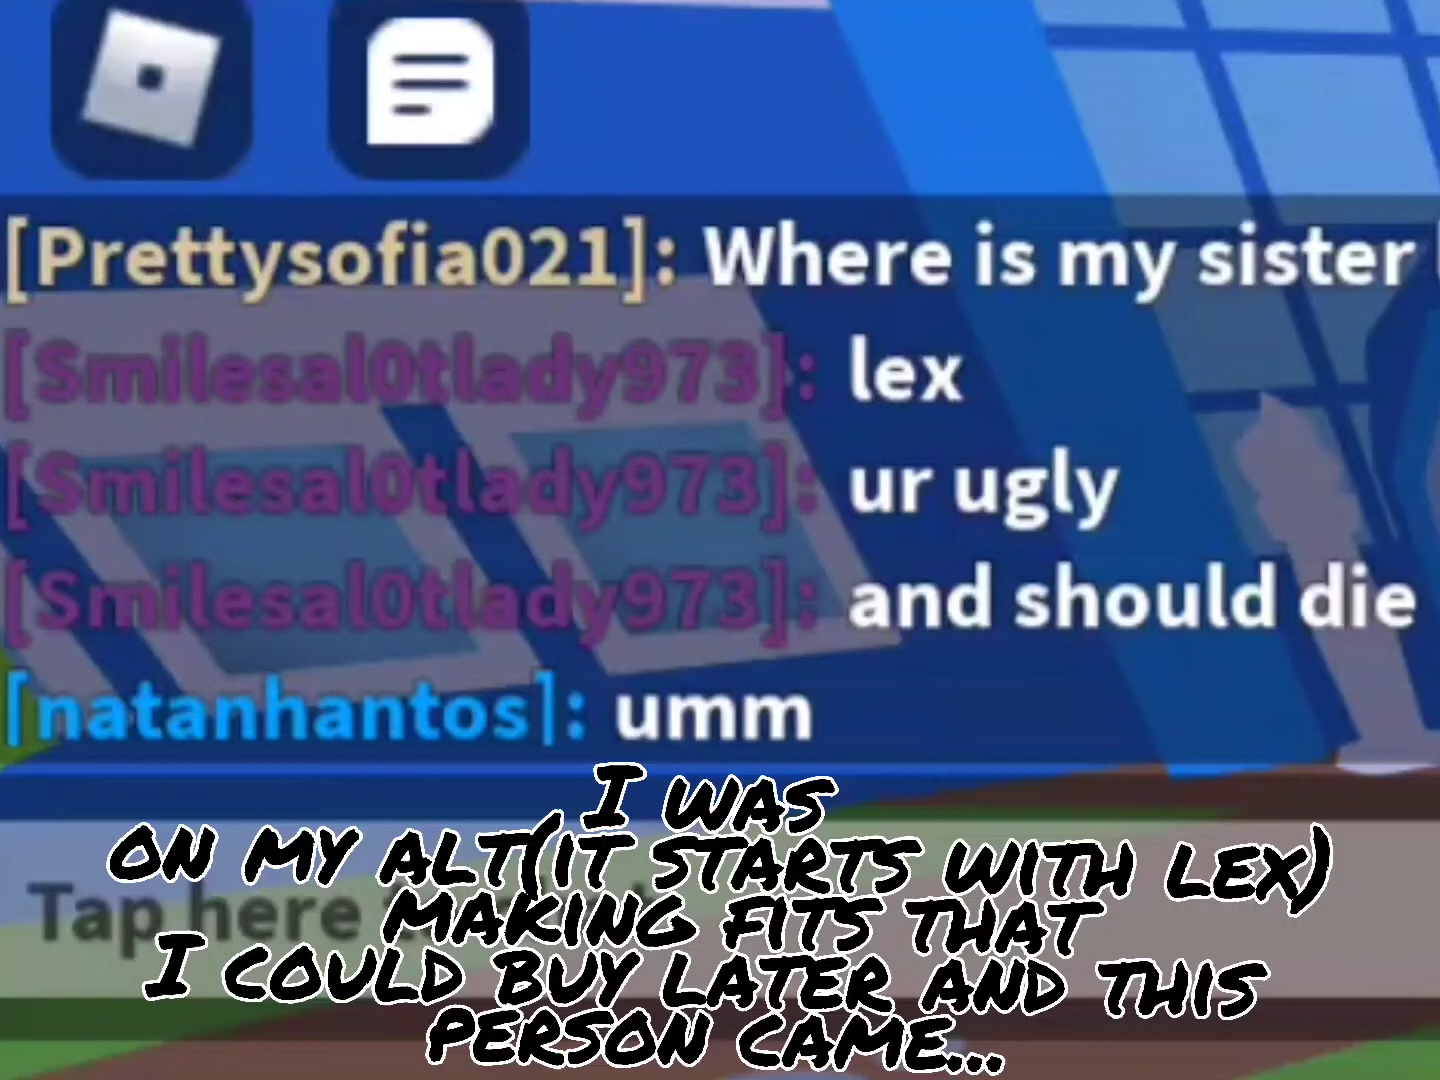 [Prettysofia021]: Where is my sister
[Smilesal0tlady973]: lex
[Smilesal0tlady973]: ur ugly
[Smilesal0tlady973]: and should die
[natanhantos]: umm
I WAS
ON MY ALT(IT STARTS WITH LEX)
Tap here
MAKING FITS THAT
I COULD BUY LATER AND THIS
PERSON CAME...